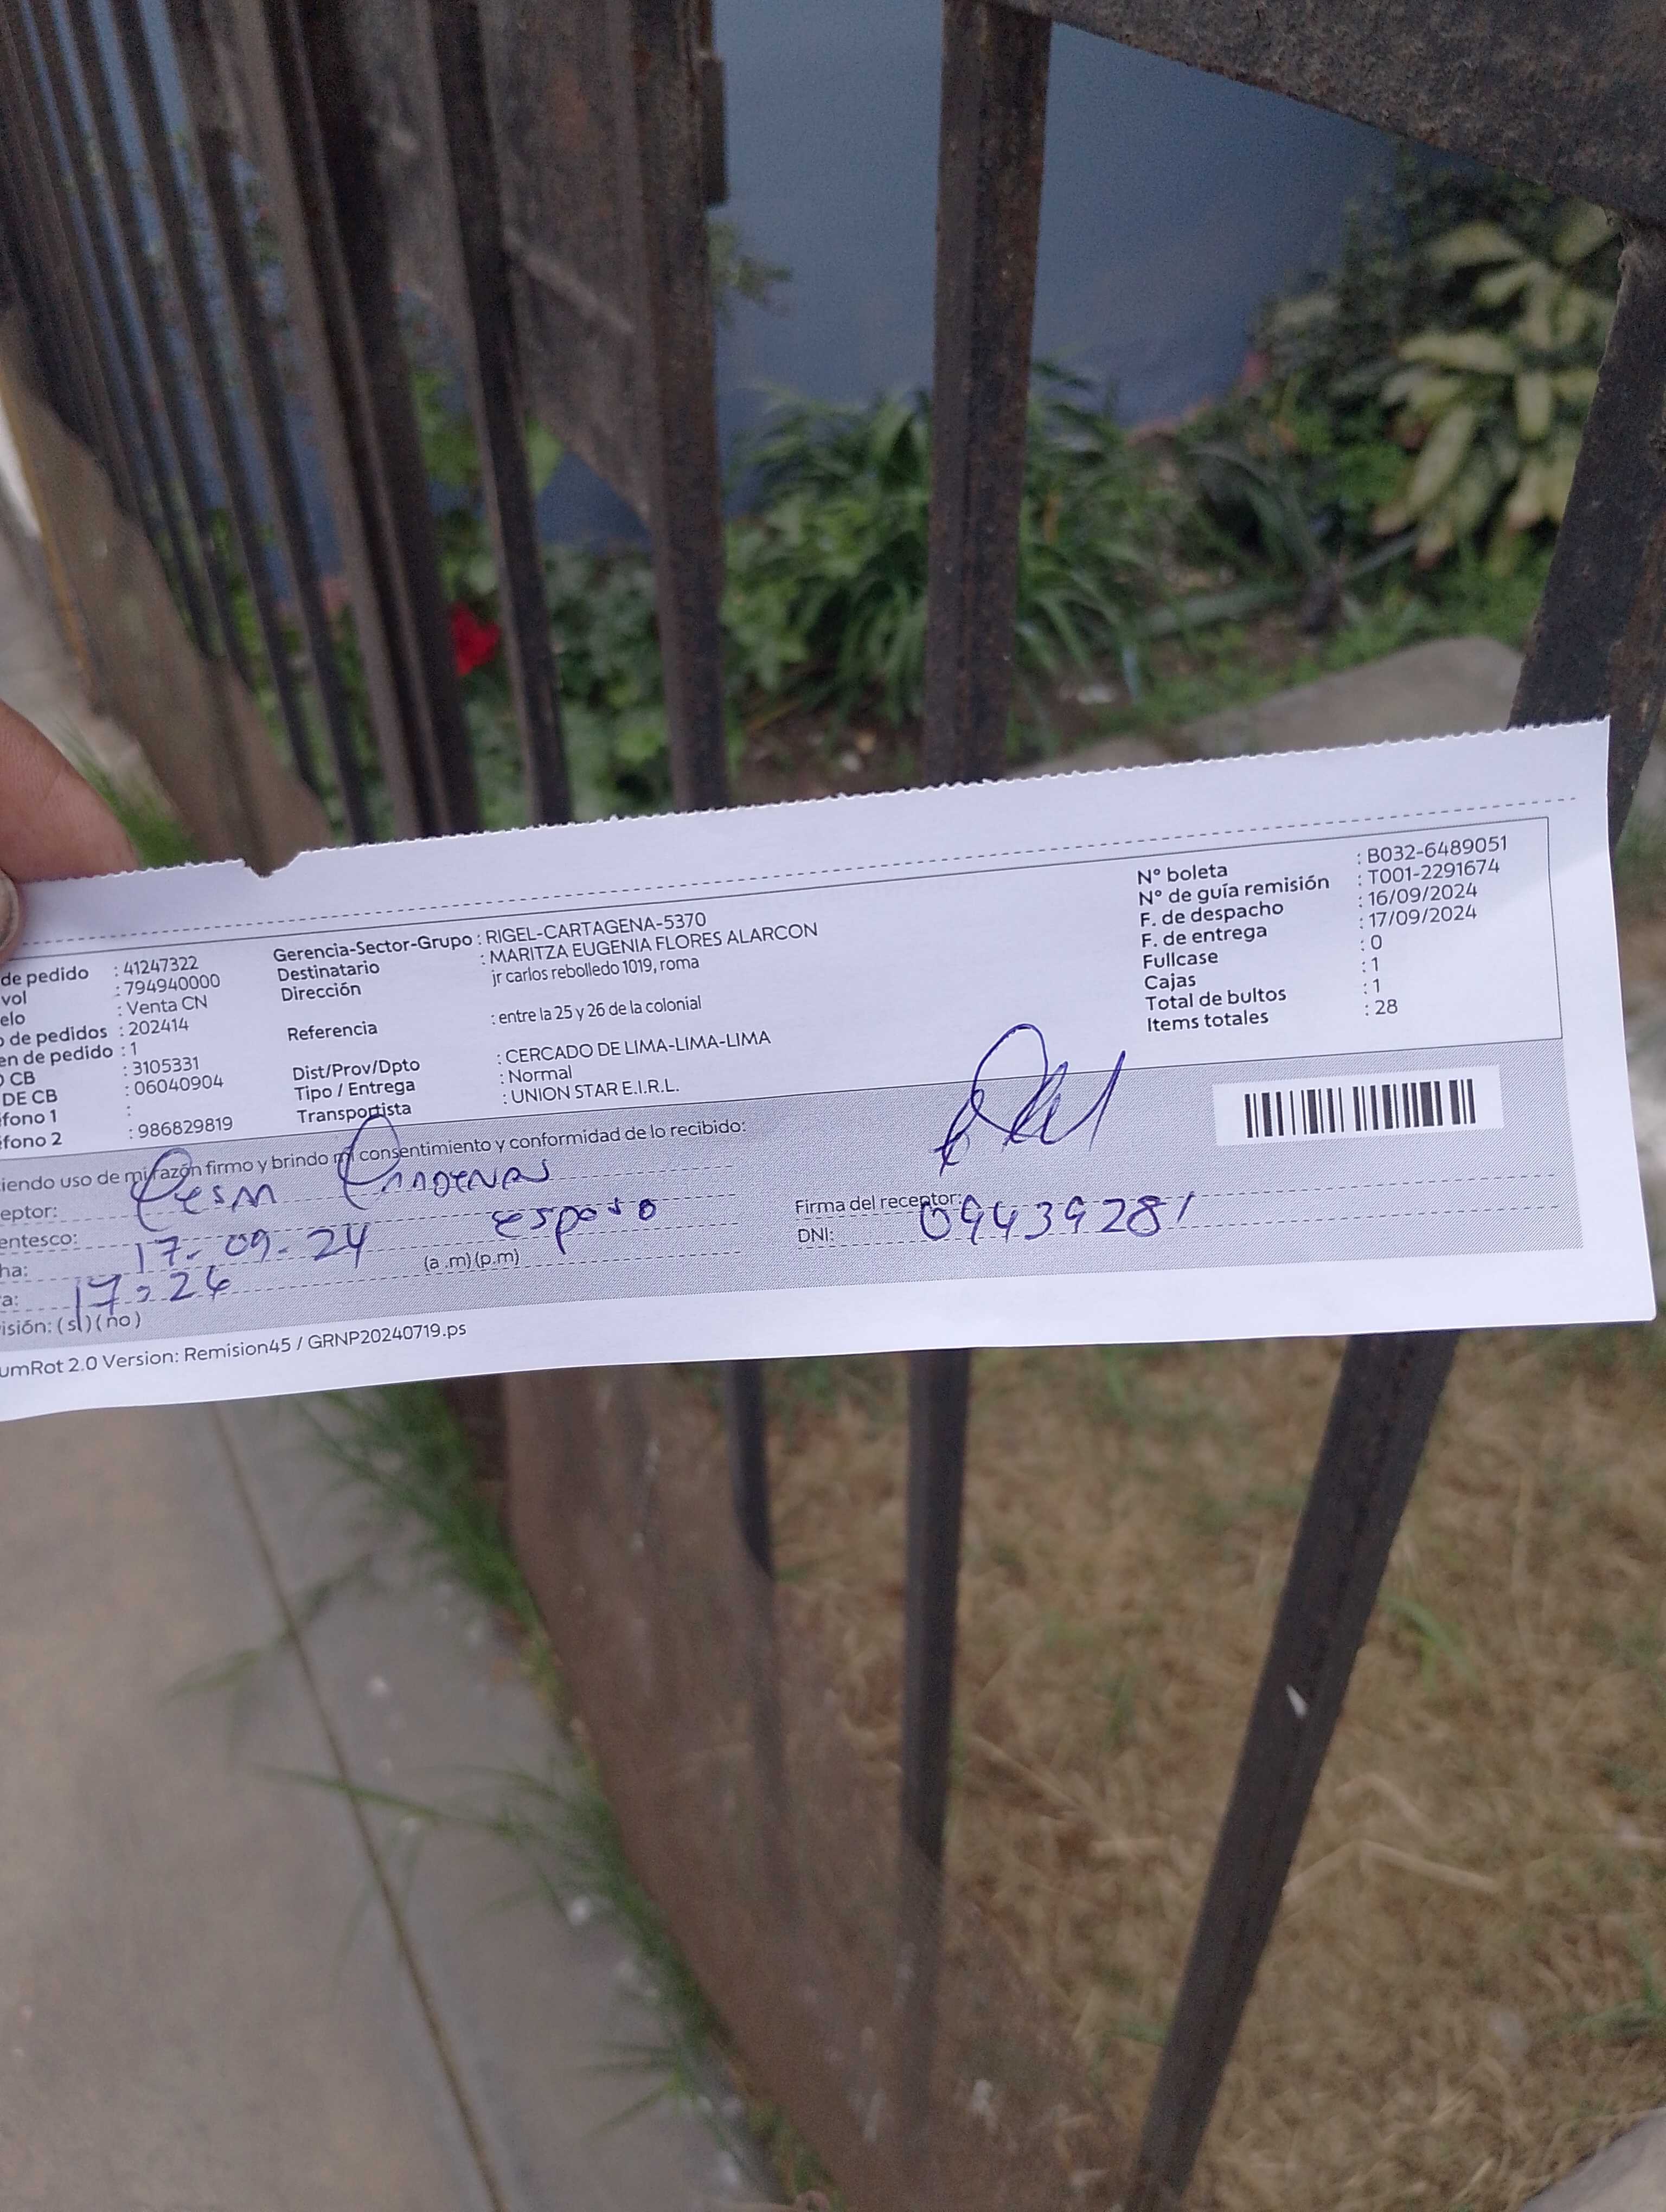 de pedido : 41247322
vol : 794940000
elo : Venta CN
o de pedidos : 202414
en de pedido : 1
O CB : 3105331
DE CB : 06040904
éfono 1 :
éfono 2 : 986829819
Gerencia-Sector-Grupo : RIGEL-CARTAGENA-5370
Destinatario : MARITZA EUGENIA FLORES ALARCON
Dirección jr carlos rebolledo 1019, roma
Referencia : entre la 25 y 26 de la colonial
Dist/Prov/Dpto : CERCADO DE LIMA-LIMA-LIMA
Tipo / Entrega : Normal
Transportista : UNION STAR E.I.R.L.
N° boleta : B032-6489051
N° de guía remisión : T001-2291674
F. de despacho : 16/09/2024
F. de entrega : 17/09/2024
Fullcase : 0
Cajas : 1
Total de bultos : 1
Items totales : 28
iendo uso de mi razón firmo y brindo mi consentimiento y conformidad de lo recibido:
eptor: Cesar Cardenas
entesco: esposo
ha: 17-09-24
a: 17:26 (a .m) (p.m)
isión: ( si ) ( no )
Firma del receptor:
DNI: 09439281
umRot 2.0 Version: Remision45 / GRNP20240719.ps